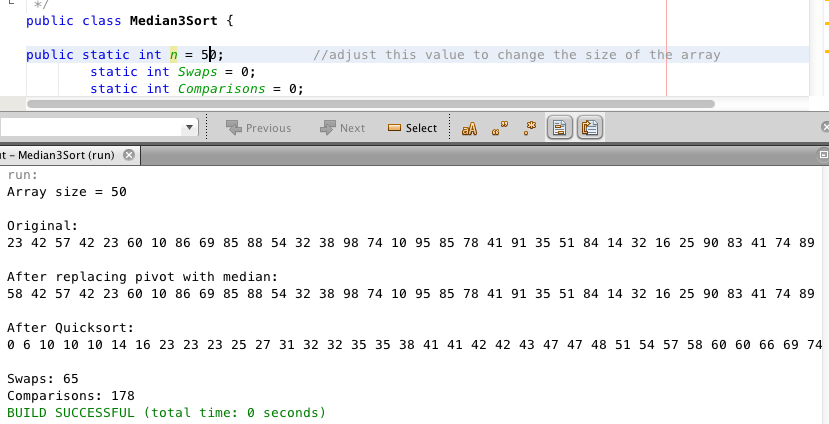 */
public class Median3Sort {
public static int n = 50; //adjust this value to change the size of the array
static int Swaps = 0;
static int Comparisons = 0;
Previous Next Select
ut - Median3Sort (run)
run:
Array size = 50
Original:
23 42 57 42 23 60 10 86 69 85 88 54 32 38 98 74 10 95 85 78 41 91 35 51 84 14 32 16 25 90 83 41 74 89
After replacing pivot with median:
58 42 57 42 23 60 10 86 69 85 88 54 32 38 98 74 10 95 85 78 41 91 35 51 84 14 32 16 25 90 83 41 74 89
After Quicksort:
0 6 10 10 10 14 16 23 23 23 25 27 31 32 32 35 35 38 41 41 42 42 43 47 47 48 51 54 57 58 60 60 66 69 74
Swaps: 65
Comparisons: 178
BUILD SUCCESSFUL (total time: 0 seconds)